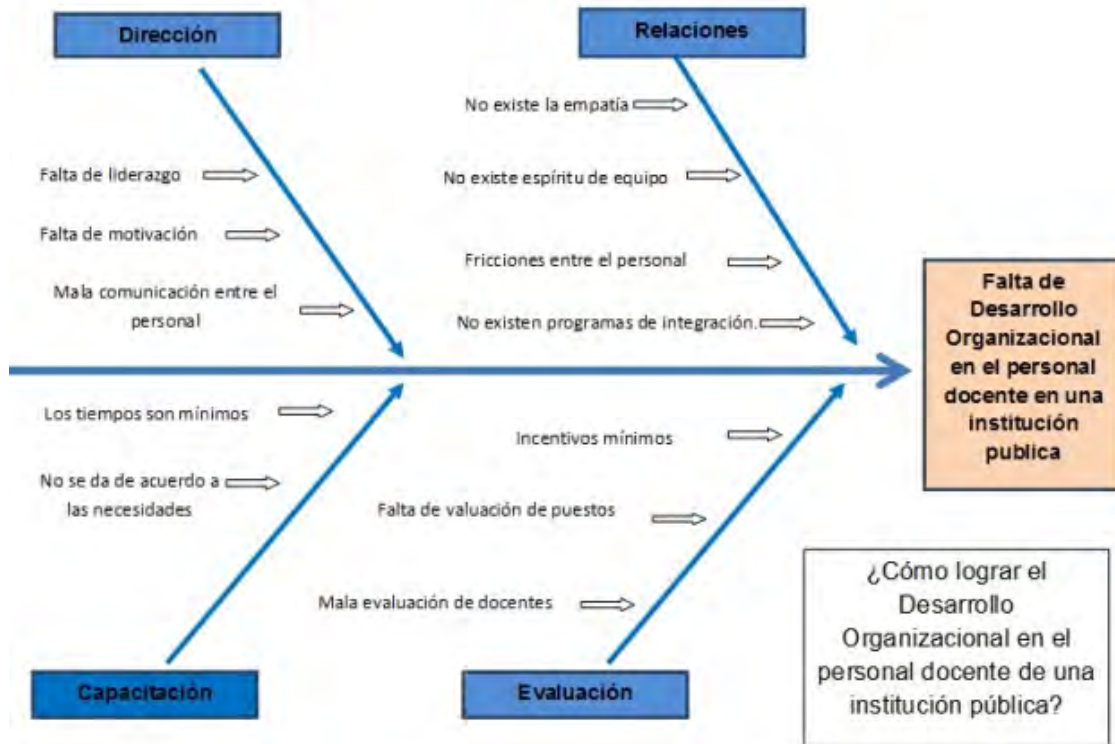 Dirección
Relaciones
No existe la empatía
Falta de liderazgo
No existe espíritu de equipo
Falta de motivación
Fricciones entre el personal
Mala comunicación entre el
personal
No existen programas de integración.
Falta de
Desarrollo
Organizacional
en el personal
docente en una
institución
publica
Los tiempos son mínimos
Incentivos mínimos
No se da de acuerdo a
las necesidades
Falta de valuación de puestos
Mala evaluación de docentes
Capacitación
Evaluación
¿Cómo lograr el
Desarrollo
Organizacional en el
personal docente de una
institución pública?